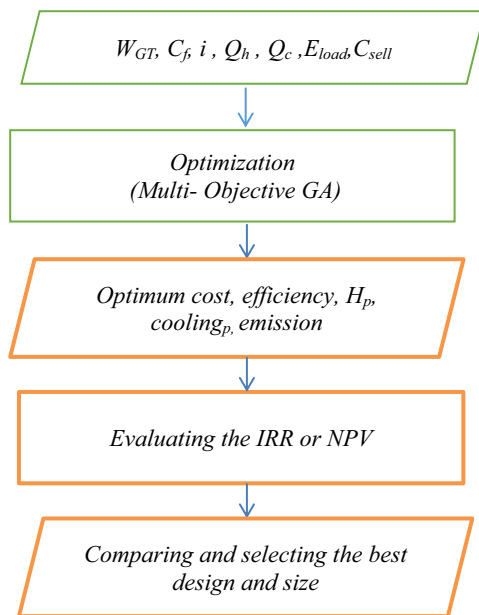 W_GT, C_f, i , Q_h , Q_c ,E_load,C_sell
Optimization
(Multi- Objective GA)
Optimum cost, efficiency, H_p,
cooling_p, emission
Evaluating the IRR or NPV
Comparing and selecting the best
design and size